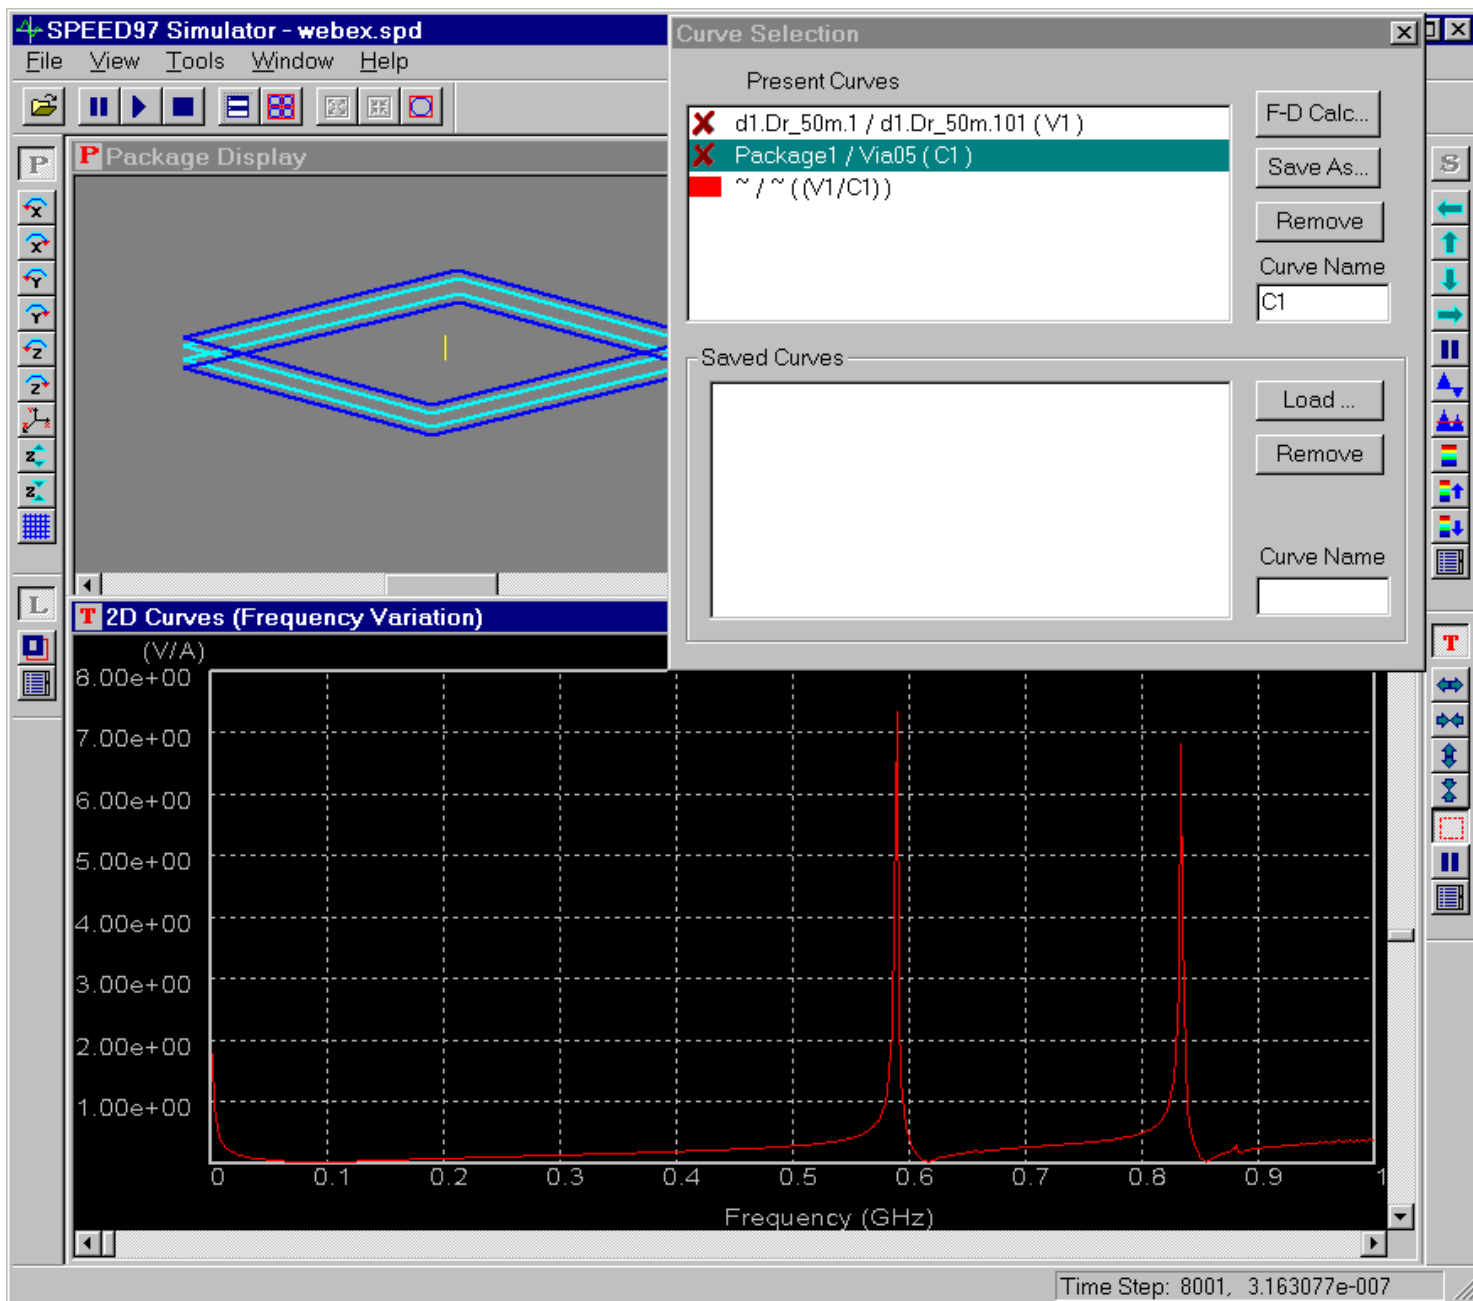 SPEED97 Simulator - webex.spd
File View Tools Window Help
P Package Display
Curve Selection
Present Curves
d1.Dr_50m.1 / d1.Dr_50m.101 ( V1 )
Package1 / Via05 ( C1 )
~ / ~ ( (V1/C1) )
F-D Calc...
Save As...
Remove
Curve Name
C1
Saved Curves
Load ...
Remove
Curve Name
P
X
X
Y
Y
Z
Z
Z
Z
L
S
T
T 2D Curves (Frequency Variation)
(V/A)
8.00e+00
7.00e+00
6.00e+00
5.00e+00
4.00e+00
3.00e+00
2.00e+00
1.00e+00
0 0.1 0.2 0.3 0.4 0.5 0.6 0.7 0.8 0.9 1
Frequency (GHz)
Time Step: 8001, 3.163077e-007